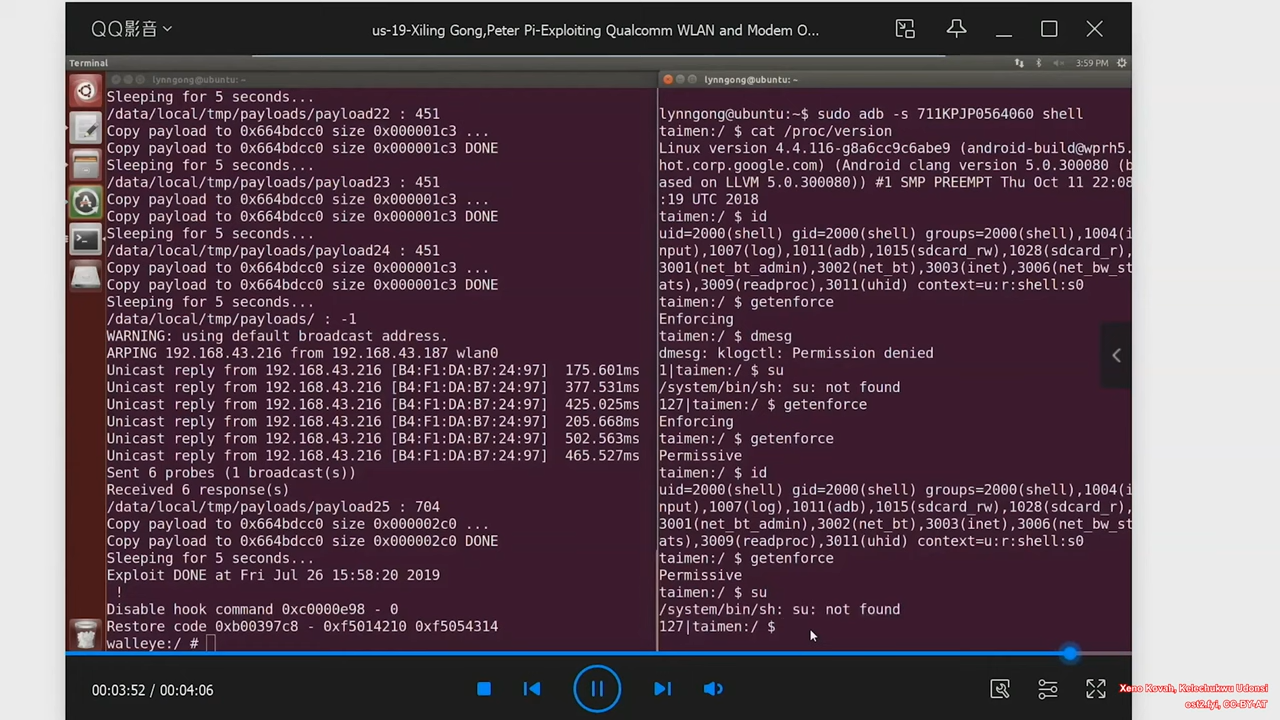 QQ影音
us-19-Xiling Gong,Peter Pi-Exploiting Qualcomm WLAN and Modem O...
Terminal
3:59 PM
lynngong@ubuntu: ~
Sleeping for 5 seconds...
/data/local/tmp/payloads/payload22 : 451
Copy payload to 0x664bdcc0 size 0x000001c3 ...
Copy payload to 0x664bdcc0 size 0x000001c3 DONE
Sleeping for 5 seconds...
/data/local/tmp/payloads/payload23 : 451
Copy payload to 0x664bdcc0 size 0x000001c3 ...
Copy payload to 0x664bdcc0 size 0x000001c3 DONE
Sleeping for 5 seconds...
/data/local/tmp/payloads/payload24 : 451
Copy payload to 0x664bdcc0 size 0x000001c3 ...
Copy payload to 0x664bdcc0 size 0x000001c3 DONE
Sleeping for 5 seconds...
/data/local/tmp/payloads/ : -1
WARNING: using default broadcast address.
ARPING 192.168.43.216 from 192.168.43.187 wlan0
Unicast reply from 192.168.43.216 [B4:F1:DA:B7:24:97]  175.601ms
Unicast reply from 192.168.43.216 [B4:F1:DA:B7:24:97]  377.531ms
Unicast reply from 192.168.43.216 [B4:F1:DA:B7:24:97]  425.025ms
Unicast reply from 192.168.43.216 [B4:F1:DA:B7:24:97]  205.668ms
Unicast reply from 192.168.43.216 [B4:F1:DA:B7:24:97]  502.563ms
Unicast reply from 192.168.43.216 [B4:F1:DA:B7:24:97]  465.527ms
Sent 6 probes (1 broadcast(s))
Received 6 response(s)
/data/local/tmp/payloads/payload25 : 704
Copy payload to 0x664bdcc0 size 0x000002c0 ...
Copy payload to 0x664bdcc0 size 0x000002c0 DONE
Sleeping for 5 seconds...
Exploit DONE at Fri Jul 26 15:58:20 2019
!
Disable hook command 0xc0000e98 - 0
Restore code 0xb00397c8 - 0xf5014210 0xf5054314
walleye:/ #
lynngong@ubuntu: ~
lynngong@ubuntu:~$ sudo adb -s 711KPJP0564060 shell
taimen:/ $ cat /proc/version
Linux version 4.4.116-g8a6cc9c6abe9 (android-build@wprh5.
hot.corp.google.com) (Android clang version 5.0.300080 (b
ased on LLVM 5.0.300080)) #1 SMP PREEMPT Thu Oct 11 22:08
:19 UTC 2018
taimen:/ $ id
uid=2000(shell) gid=2000(shell) groups=2000(shell),1004(i
nput),1007(log),1011(adb),1015(sdcard_rw),1028(sdcard_r),
3001(net_bt_admin),3002(net_bt),3003(inet),3006(net_bw_st
ats),3009(readproc),3011(uhid) context=u:r:shell:s0
taimen:/ $ getenforce
Enforcing
taimen:/ $ dmesg
dmesg: klogctl: Permission denied
1|taimen:/ $ su
/system/bin/sh: su: not found
127|taimen:/ $ getenforce
Enforcing
taimen:/ $ getenforce
Permissive
taimen:/ $ id
uid=2000(shell) gid=2000(shell) groups=2000(shell),1004(i
nput),1007(log),1011(adb),1015(sdcard_rw),1028(sdcard_r),
3001(net_bt_admin),3002(net_bt),3003(inet),3006(net_bw_st
ats),3009(readproc),3011(uhid) context=u:r:shell:s0
taimen:/ $ getenforce
Permissive
taimen:/ $ su
/system/bin/sh: su: not found
127|taimen:/ $
00:03:52 / 00:04:06
Xeno Kovah, Kelechukwu Udonsi
ost2.fyi, CC-BY-AT